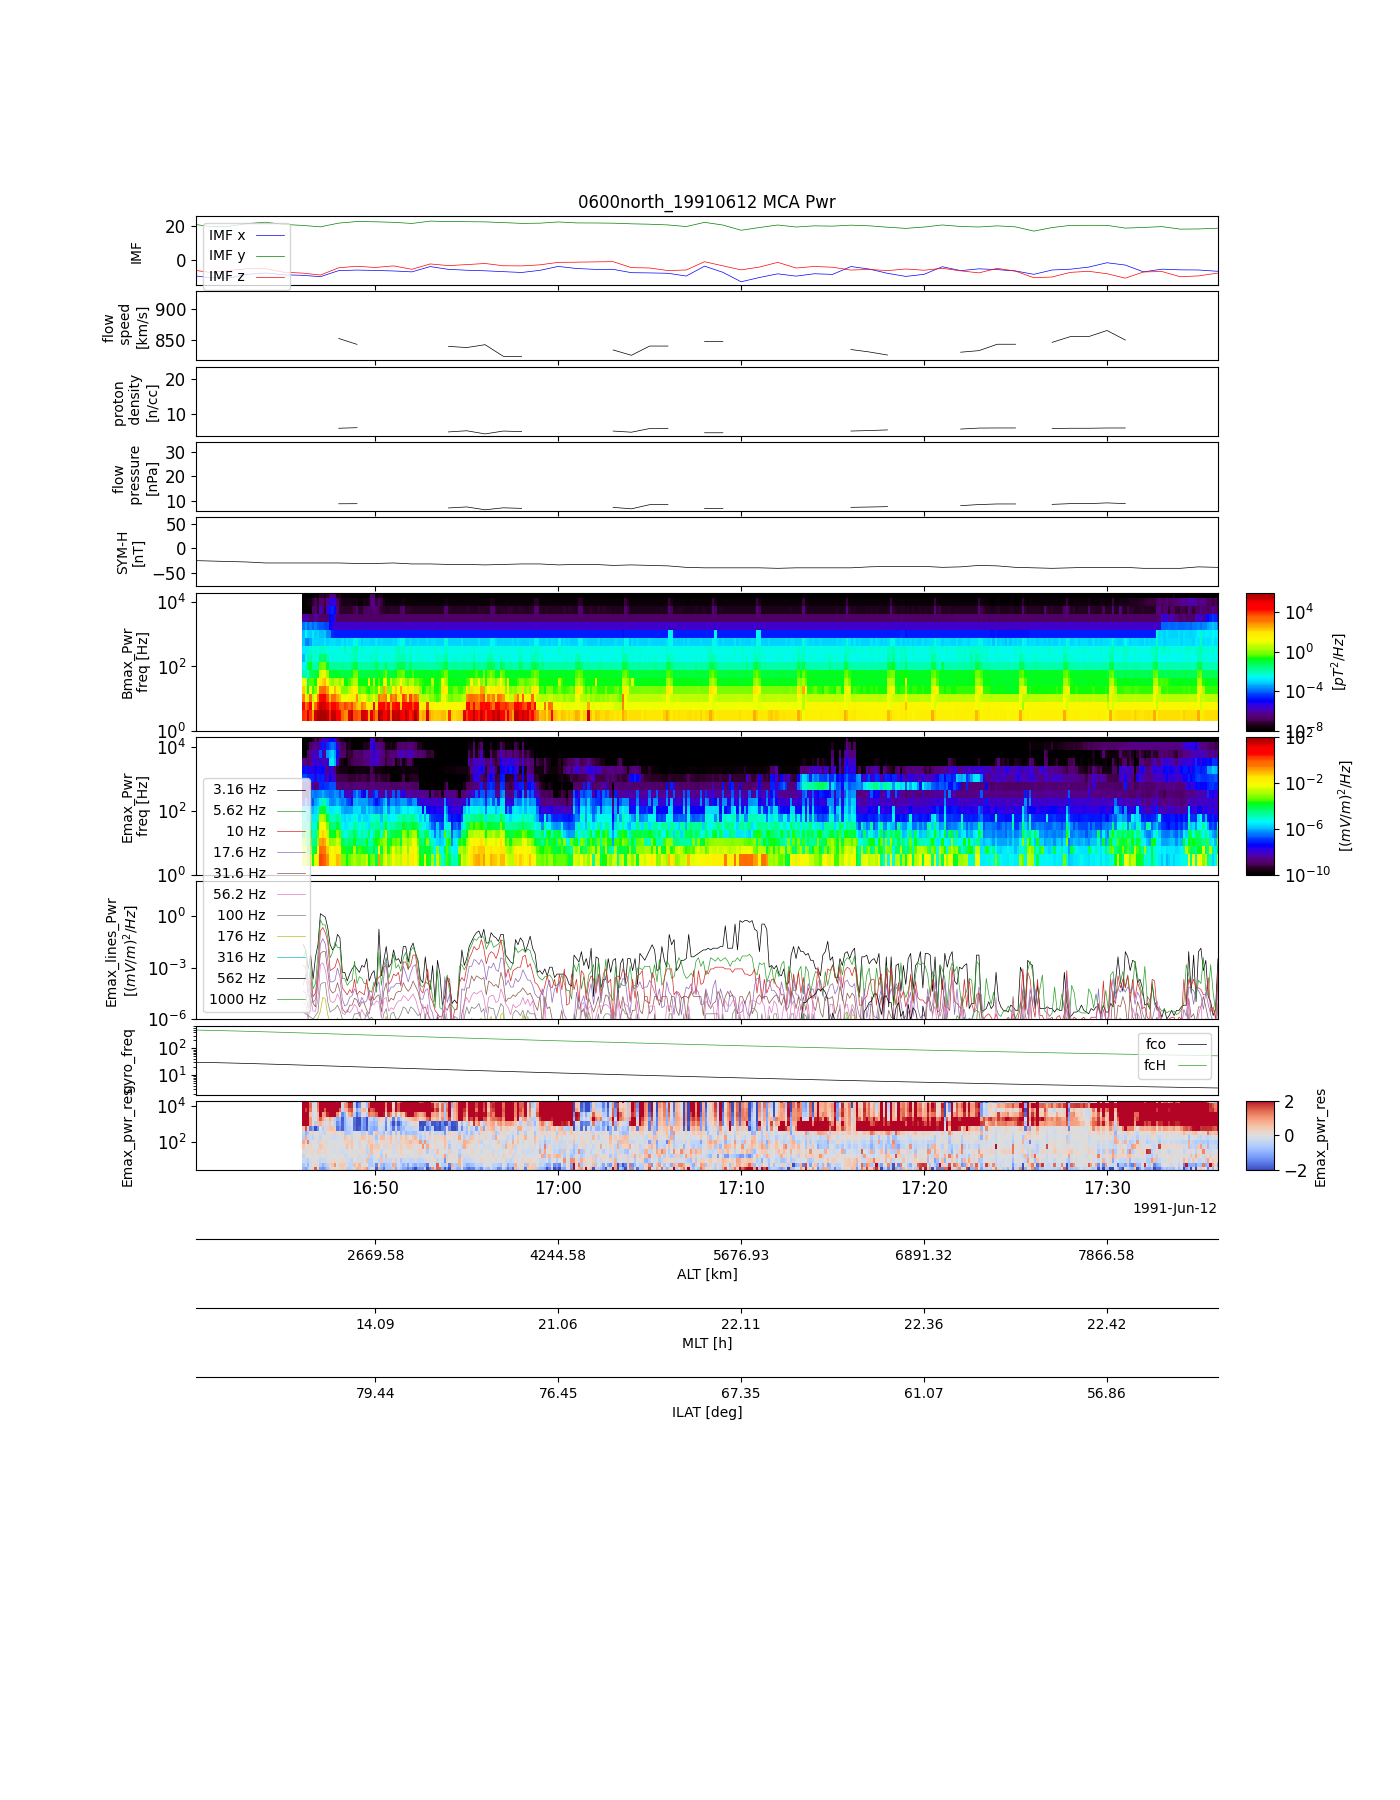 0600north_19910612 MCA Pwr
20
0
IMF
IMF x
IMF y
IMF z
900
850
flow
speed
[km/s]
20
10
proton
density
[n/cc]
30
20
10
flow
pressure
[nPa]
50
0
−50
SYM-H
[nT]
10^4
10^2
10^0
Bmax_Pwr
freq [Hz]
10^4
10^0
10^−4
10^−8
[pT^2/Hz]
10^4
10^2
10^0
Emax_Pwr
freq [Hz]
10^2
10^−2
10^−6
10^−10
[(mV/m)^2/Hz]
3.16 Hz
5.62 Hz
10 Hz
17.6 Hz
31.6 Hz
56.2 Hz
100 Hz
176 Hz
316 Hz
562 Hz
1000 Hz
10^0
10^−3
10^−6
Emax_lines_Pwr
[(mV/m)^2/Hz]
10^2
10^1
gyro_freq
fco
fcH
10^4
10^2
Emax_pwr_res
2
0
−2
Emax_pwr_res
16:50 17:00 17:10 17:20 17:30
1991-Jun-12
2669.58 4244.58 5676.93 6891.32 7866.58
ALT [km]
14.09 21.06 22.11 22.36 22.42
MLT [h]
79.44 76.45 67.35 61.07 56.86
ILAT [deg]